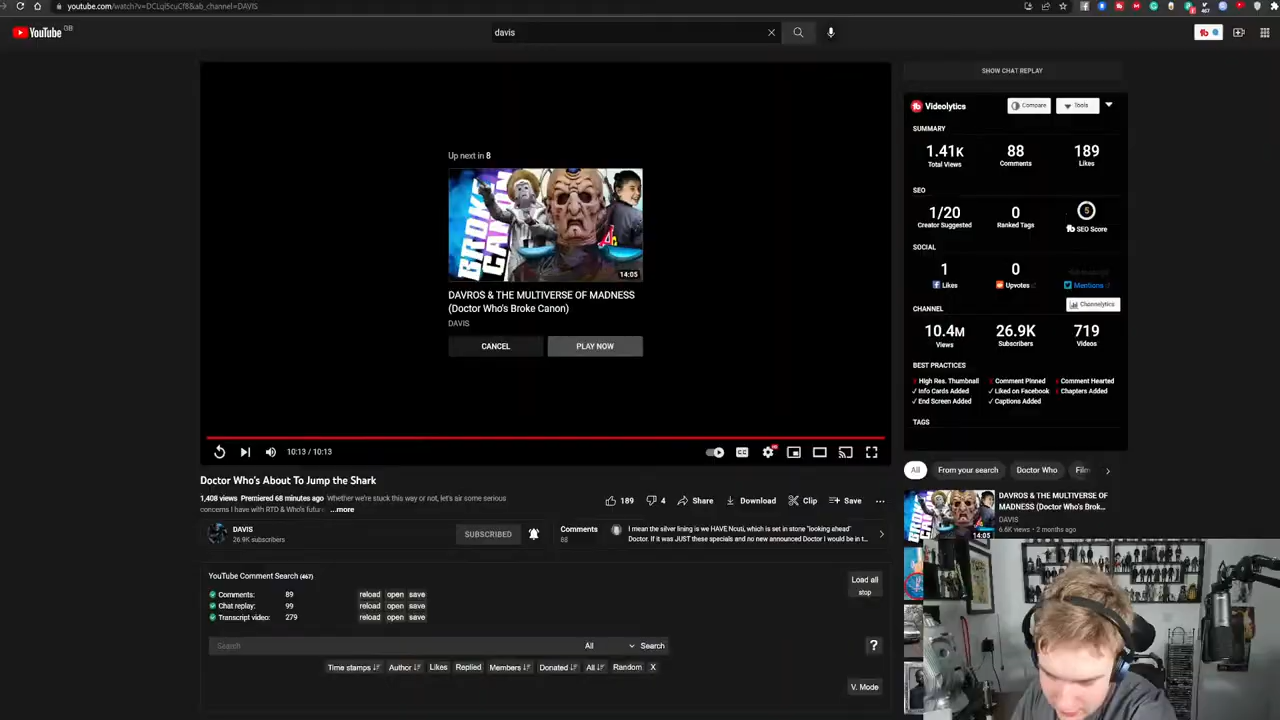 youtube.com/watch?v=DCLqI5cuCf8&ab_channel=DAVIS
467
YouTube GB
davis
Up next in 8
BROKE CANON
14:05
DAVROS & THE MULTIVERSE OF MADNESS
(Doctor Who's Broke Canon)
DAVIS
CANCEL
PLAY NOW
10:13 / 10:13
Doctor Who's About To Jump the Shark
1,408 views Premiered 68 minutes ago Whether we're stuck this way or not, let's air some serious
concerns I have with RTD & Who's future ...more
189
4
Share
Download
Clip
Save
DAVIS
26.9K subscribers
SUBSCRIBED
Comments
88
I mean the silver lining is we HAVE Ncuti, which is set in stone "looking ahead"
Doctor. If it was JUST these specials and no new announced Doctor I would be in t...
YouTube Comment Search (467)
Comments: 89 reload open save
Chat replay: 99 reload open save
Transcript video: 279 reload open save
Load all
stop
Search
All
Search
?
Time stamps Author Likes Replied Members Donated All Random X
V. Mode
SHOW CHAT REPLAY
Videolytics
Compare
Tools
SUMMARY
1.41K 88 189
Total Views Comments Likes
SEO
1/20 0 5
Creator Suggested Ranked Tags SEO Score
SOCIAL
1 0
Likes Upvotes Mentions
CHANNEL
Channelytics
10.4M 26.9K 719
Views Subscribers Videos
BEST PRACTICES
High Res. Thumbnail Comment Pinned Comment Hearted
Info Cards Added Liked on Facebook Chapters Added
End Screen Added Captions Added
TAGS
All From your search Doctor Who Film
DAVROS & THE MULTIVERSE OF
MADNESS (Doctor Who's Brok...
DAVIS
6.6K views • 2 months ago
14:05